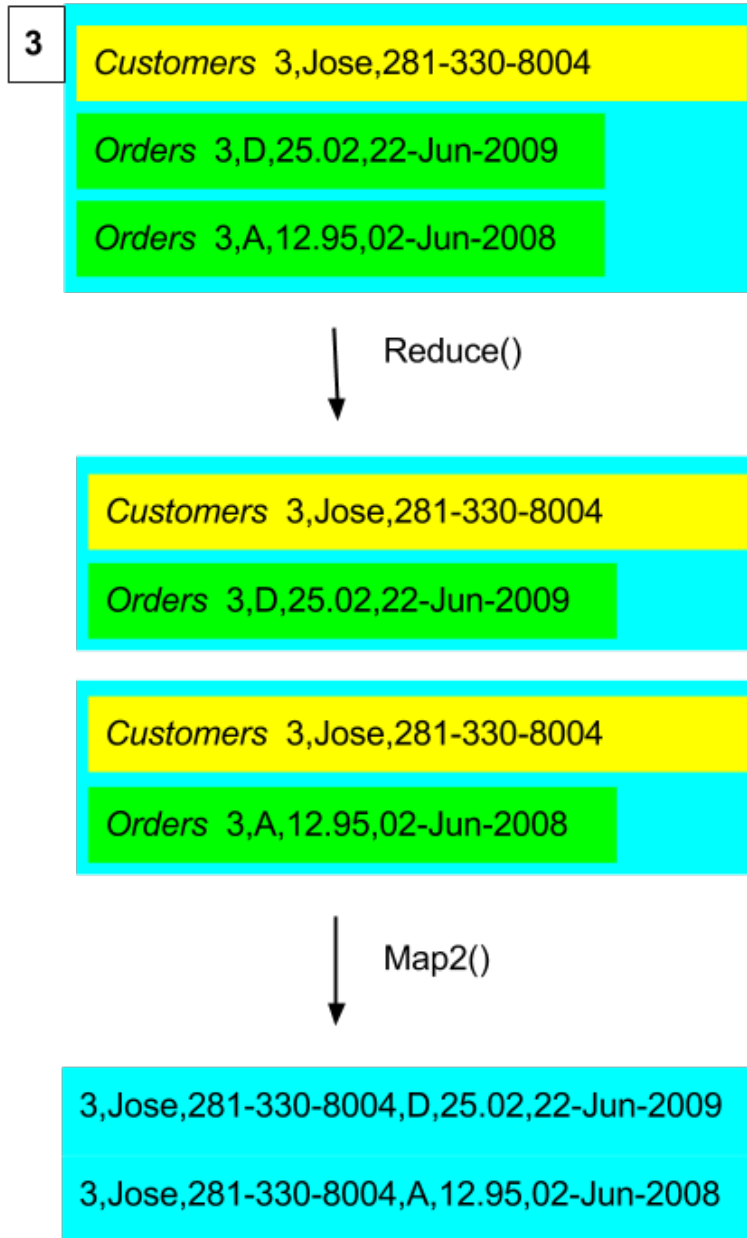 3
Customers 3,Jose,281-330-8004
Orders 3,D,25.02,22-Jun-2009
Orders 3,A,12.95,02-Jun-2008
Reduce()
Customers 3,Jose,281-330-8004
Orders 3,D,25.02,22-Jun-2009
Customers 3,Jose,281-330-8004
Orders 3,A,12.95,02-Jun-2008
Map2()
3,Jose,281-330-8004,D,25.02,22-Jun-2009
3,Jose,281-330-8004,A,12.95,02-Jun-2008